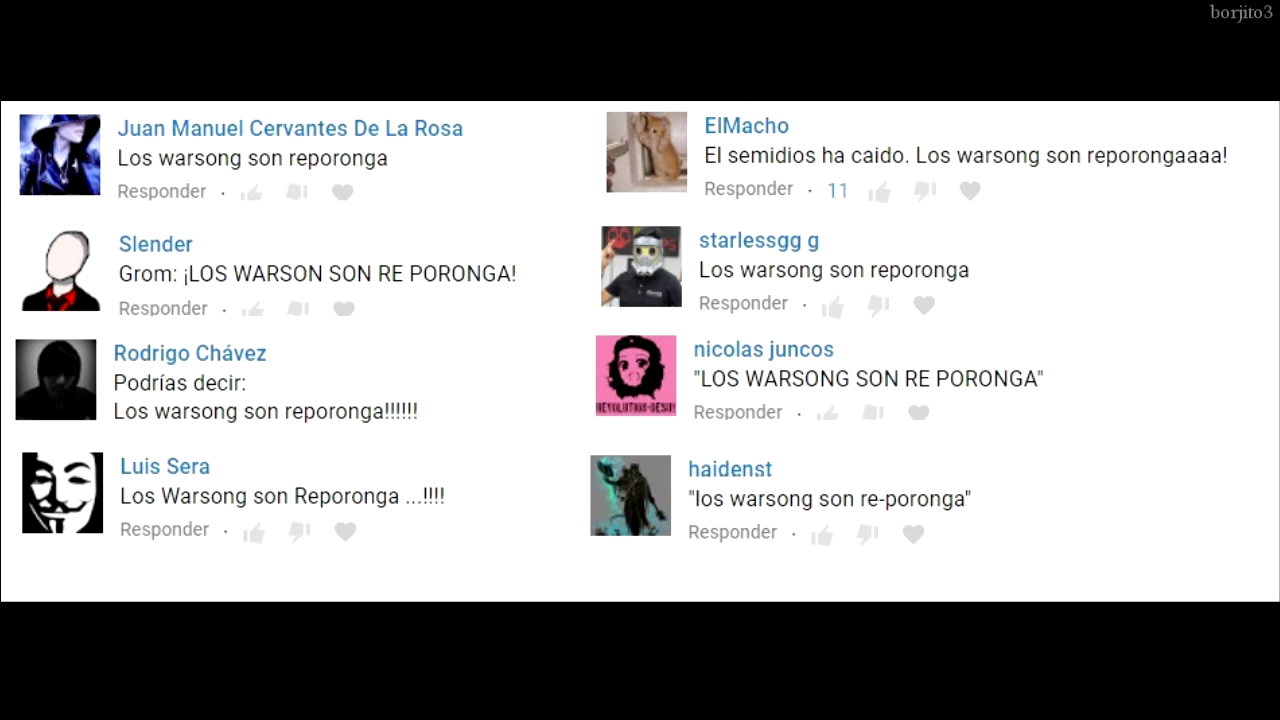 borjito3
Juan Manuel Cervantes De La Rosa
Los warsong son reporonga
Responder ·
Slender
Grom: ¡LOS WARSON SON RE PORONGA!
Responder ·
Rodrigo Chávez
Podrías decir:
Los warsong son reporonga!!!!!!
Luis Sera
Los Warsong son Reporonga ...!!!!
Responder ·
ElMacho
El semidios ha caido. Los warsong son reporongaaaa!
Responder · 11
starlessgg g
Los warsong son reporonga
Responder ·
nicolas juncos
"LOS WARSONG SON RE PORONGA"
Responder ·
haidenst
"los warsong son re-poronga"
Responder ·